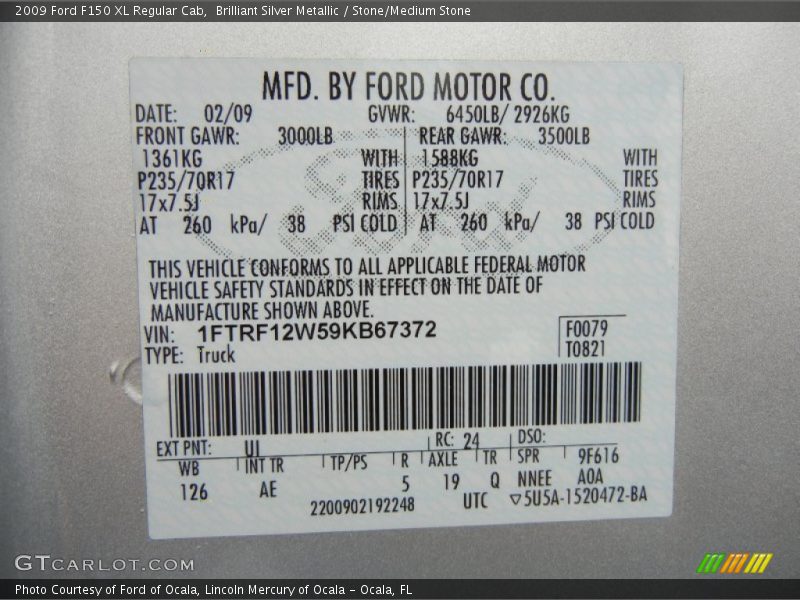 2009 Ford F150 XL Regular Cab,  Brilliant Silver Metallic / Stone/Medium Stone
MFD. BY FORD MOTOR CO.
DATE: 02/09 GVWR: 6450LB/ 2926KG
FRONT GAWR: 3000LB REAR GAWR: 3500LB
1361KG WITH 1588KG WITH
P235/70R17 TIRES P235/70R17 TIRES
17x7.5J RIMS 17x7.5J RIMS
AT 260 kPa/ 38 PSI COLD AT 260 kPa/ 38 PSI COLD
THIS VEHICLE CONFORMS TO ALL APPLICABLE FEDERAL MOTOR
VEHICLE SAFETY STANDARDS IN EFFECT ON THE DATE OF
MANUFACTURE SHOWN ABOVE.
VIN: 1FTRF12W59KB67372 F0079
TYPE: Truck T0821
EXT PNT: UI RC: 24 DSO:
WB INT TR TP/PS R AXLE TR SPR 9F616
126 AE 5 19 Q NNEE A0A
2200902192248 UTC ▽5U5A-1520472-BA
GTCARLOT.COM
Photo Courtesy of Ford of Ocala, Lincoln Mercury of Ocala – Ocala, FL